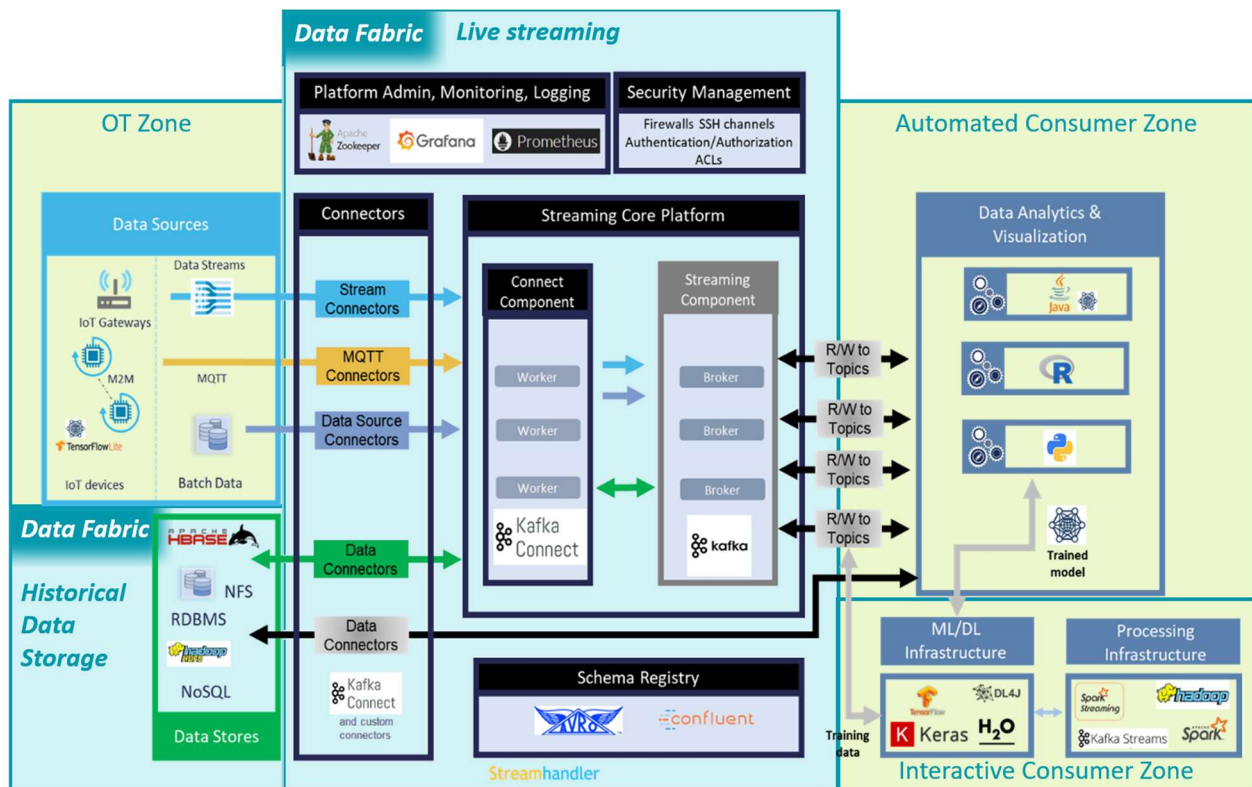 Data Fabric
Live streaming
Platform Admin, Monitoring, Logging
Apache
Zookeeper
Grafana
Prometheus
Security Management
Firewalls SSH channels
Authentication/Authorization
ACLs
OT Zone
Automated Consumer Zone
Data Sources
Data Streams
IoT Gateways
M2M
MQTT
TensorFlowLite
IoT devices
Batch Data
Connectors
Stream
Connectors
MQTT
Connectors
Data Source
Connectors
Data
Connectors
Data
Connectors
Kafka
Connect
and custom
connectors
Streaming Core Platform
Connect
Component
Worker
Worker
Worker
Kafka
Connect
Streaming
Component
Broker
Broker
Broker
kafka
R/W to
Topics
R/W to
Topics
R/W to
Topics
R/W to
Topics
Data Analytics &
Visualization
Java
R
Trained
model
Data Fabric
Historical
Data
Storage
APACHE
HBASE
NFS
RDBMS
hadoop
NoSQL
Data Stores
Schema Registry
AVRO
confluent
Streamhandler
Training
data
ML/DL
Infrastructure
TensorFlow
DL4J
K Keras
H2O
Processing
Infrastructure
Spark
Streaming
hadoop
Kafka Streams
APACHE
Spark
Interactive Consumer Zone